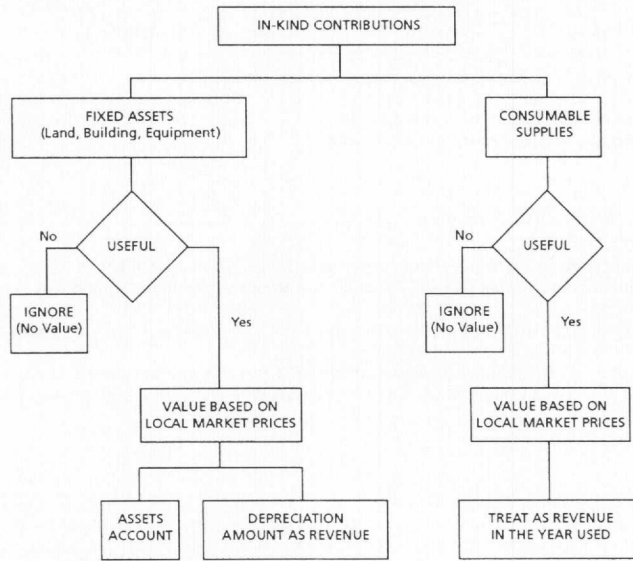 IN-KIND CONTRIBUTIONS
FIXED ASSETS
(Land, Building, Equipment)
CONSUMABLE
SUPPLIES
No
USEFUL
No
USEFUL
IGNORE
(No Value)
Yes
IGNORE
(No Value)
Yes
VALUE BASED ON
LOCAL MARKET PRICES
VALUE BASED ON
LOCAL MARKET PRICES
ASSETS
ACCOUNT
DEPRECIATION
AMOUNT AS REVENUE
TREAT AS REVENUE
IN THE YEAR USED